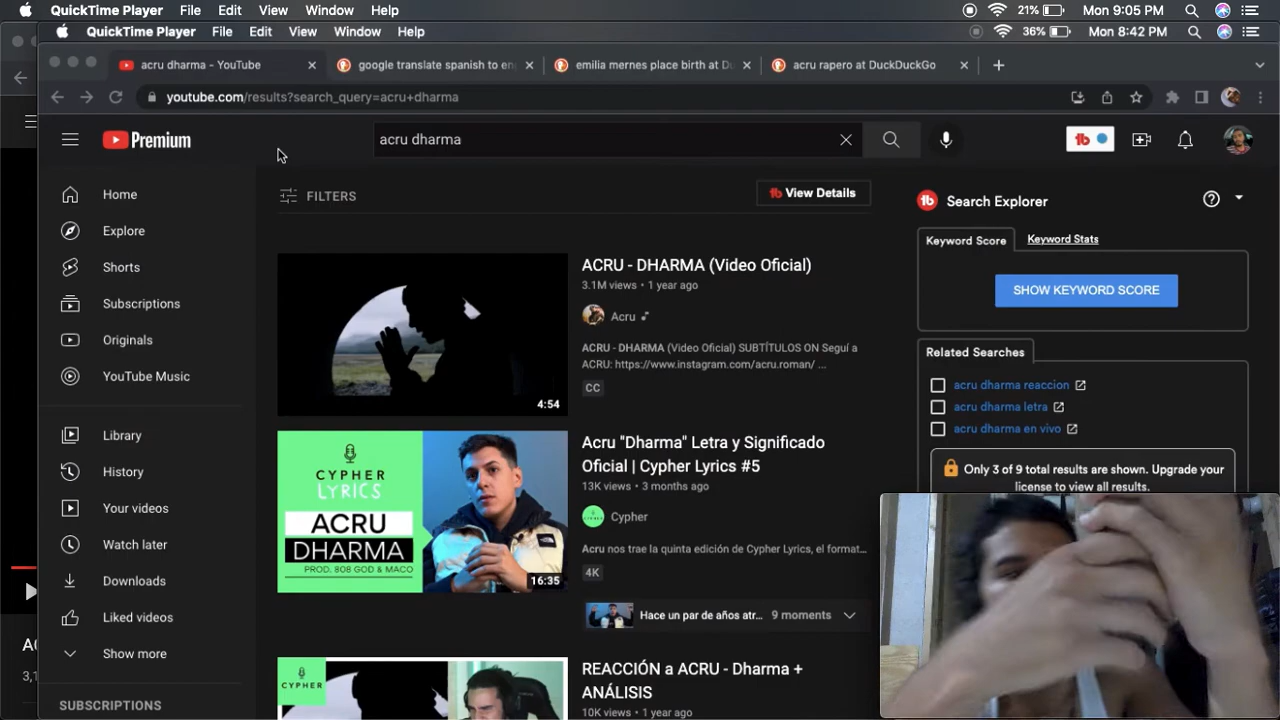 QuickTime Player File Edit View Window Help 21% Mon 9:05 PM
QuickTime Player File Edit View Window Help 36% Mon 8:42 PM
acru dharma - YouTube google translate spanish to en emilia mernes place birth at D acru rapero at DuckDuckGo
youtube.com/results?search_query=acru+dharma
Premium
acru dharma
Home
Explore
Shorts
Subscriptions
Originals
YouTube Music
Library
History
Your videos
Watch later
Downloads
Liked videos
Show more
SUBSCRIPTIONS
FILTERS
View Details
4:54
ACRU - DHARMA (Video Oficial)
3.1M views • 1 year ago
Acru
ACRU - DHARMA (Video Oficial) SUBTÍTULOS ON Seguí a
ACRU: https://www.instagram.com/acru.roman/ ...
CC
CYPHER
LYRICS
ACRU
DHARMA
PROD. 808 GOD & MACO
16:35
Acru "Dharma" Letra y Significado
Oficial | Cypher Lyrics #5
13K views • 3 months ago
Cypher
Acru nos trae la quinta edición de Cypher Lyrics, el format...
4K
Hace un par de años atr... 9 moments
CYPHER
REACCIÓN a ACRU - Dharma +
ANÁLISIS
10K views • 1 year ago
Search Explorer
Keyword Score Keyword Stats
SHOW KEYWORD SCORE
Related Searches
acru dharma reaccion
acru dharma letra
acru dharma en vivo
Only 3 of 9 total results are shown. Upgrade your
license to view all results.
AC
3,1